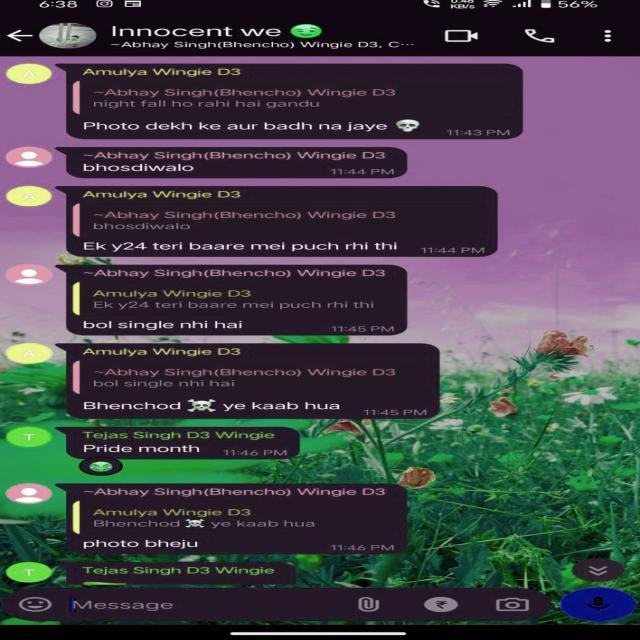 6:38
0.46 KB/s
56%
Innocent we
~Abhay Singh(Bhencho) Wingie D3, C...
A
Amulya Wingie D3
~Abhay Singh(Bhencho) Wingie D3
night fall ho rahi hai gandu
Photo dekh ke aur badh na jaye
11:43 PM
~Abhay Singh(Bhencho) Wingie D3
bhosdiwalo
11:44 PM
A
Amulya Wingie D3
~Abhay Singh(Bhencho) Wingie D3
bhosdiwalo
Ek y24 teri baare mei puch rhi thi
11:44 PM
~Abhay Singh(Bhencho) Wingie D3
Amulya Wingie D3
Ek y24 teri baare mei puch rhi thi
bol single nhi hai
11:45 PM
A
Amulya Wingie D3
~Abhay Singh(Bhencho) Wingie D3
bol single nhi hai
Bhenchod ye kaab hua
11:45 PM
T
Tejas Singh D3 Wingie
Pride month
11:46 PM
~Abhay Singh(Bhencho) Wingie D3
Amulya Wingie D3
Bhenchod ye kaab hua
photo bheju
11:46 PM
T
Tejas Singh D3 Wingie
Message
₹